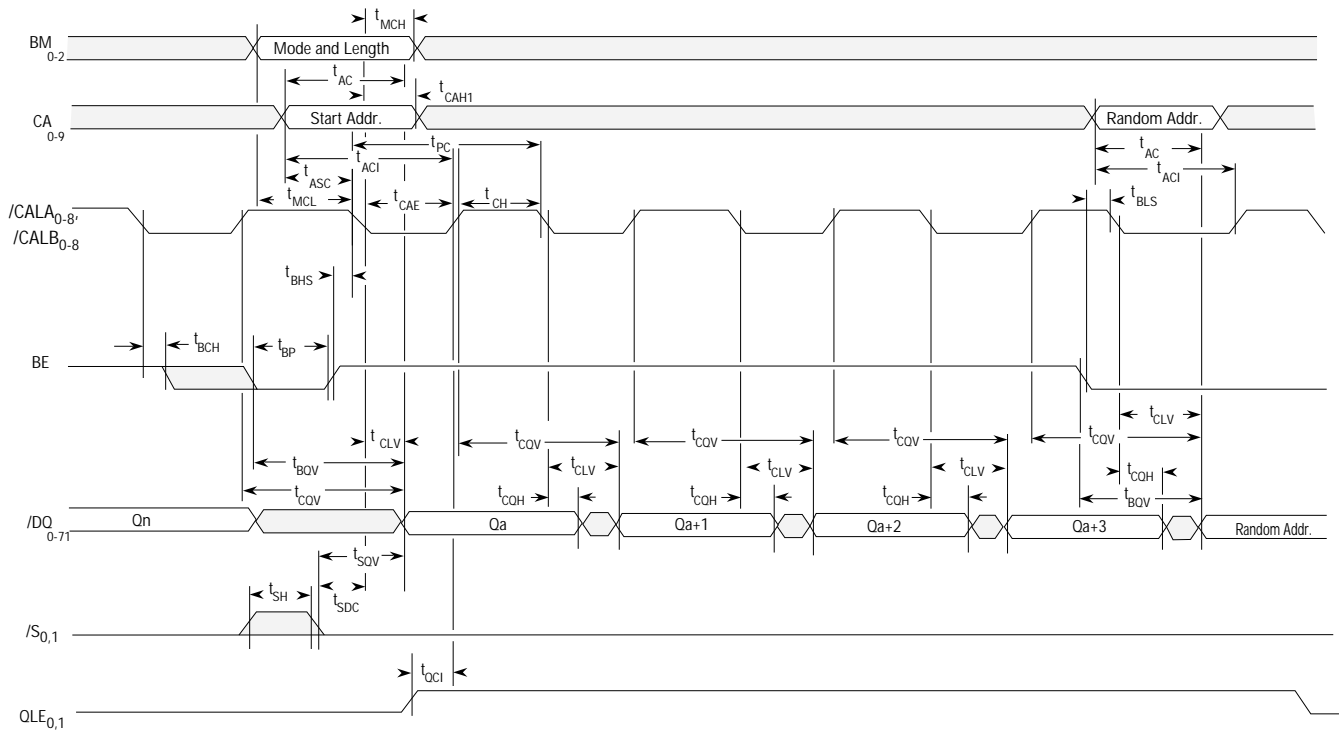 t_MCH
BM_0-2
Mode and Length
t_AC
t_CAH1
CA_0-9
Start Addr.
Random Addr.
t_PC
t_AC
t_ACI
t_ACI
t_ASC
t_MCL
t_CAE
t_CH
t_BLS
/CALA_0-8,
/CALB_0-8
t_BHS
t_BCH
t_BP
BE
t_CLV
t_CLV
t_CQV
t_CQV
t_CQV
t_CQV
t_BQV
t_CLV
t_CLV
t_CLV
t_CQH
t_CQV
t_CQH
t_CQH
t_CQH
t_BQV
/DQ_0-71
Qn
Qa
Qa+1
Qa+2
Qa+3
Random Addr.
t_SQV
t_SH
t_SDC
/S_0,1
t_QCI
QLE_0,1